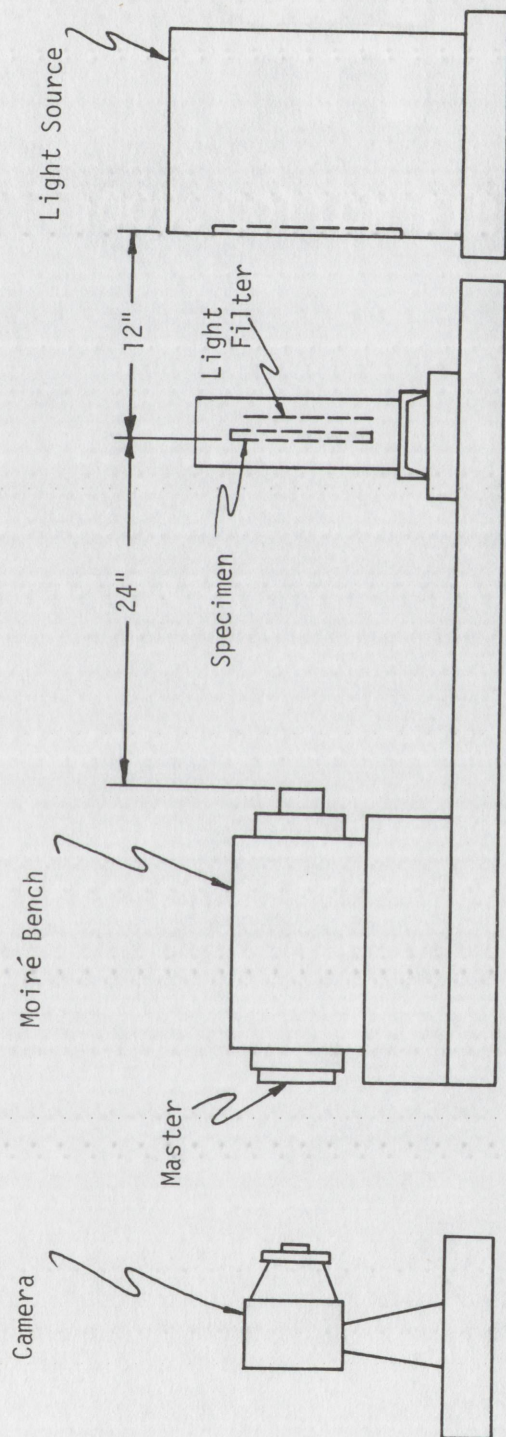 Camera
Master
Moiré Bench
24"
Specimen
Light
Filter
12"
Light Source